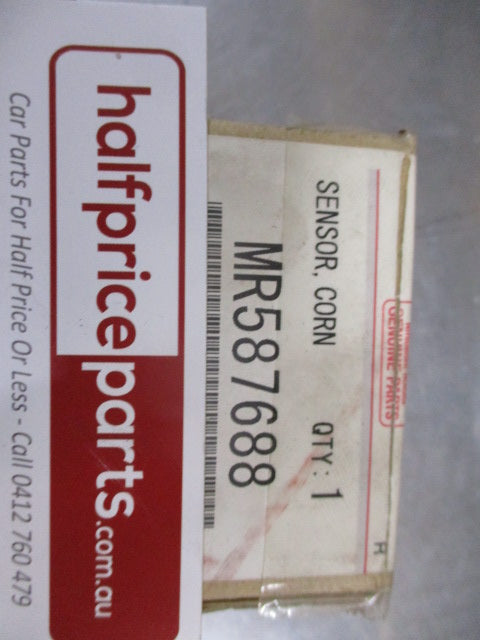 GENUINE PARTS
H
SENSOR, CORN QTY: 1
MR587688
halfpriceparts.com.au
Car Parts For Half Price Or Less - Call 0412 760 479